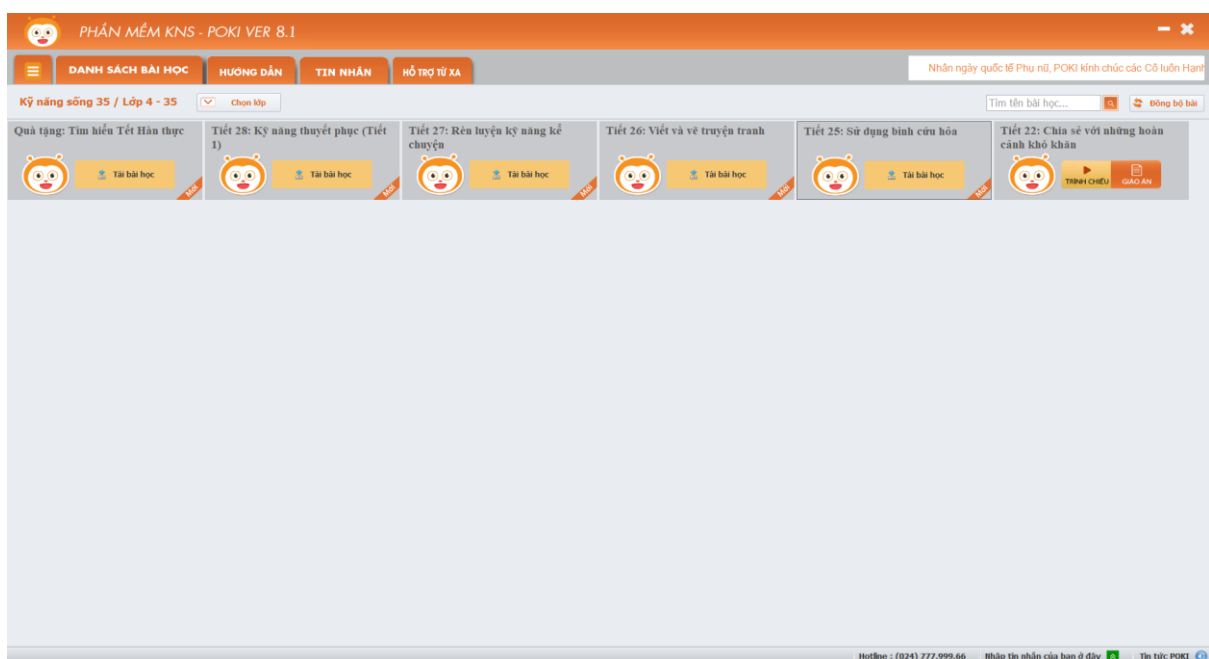 PHẦN MỀM KNS - POKI VER 8.1
DANH SÁCH BÀI HỌC
HƯỚNG DẪN
TIN NHẮN
HỖ TRỢ TỪ XA
Nhân ngày quốc tế Phụ nữ, POKI kính chúc các Cô luôn Hạnh
Kỹ năng sống 35 / Lớp 4 - 35
Chọn lớp
Tìm tên bài học...
Đồng bộ bài
Quà tặng: Tìm hiểu Tết Hàn thực
Tải bài học
Mới
Tiết 28: Kỹ năng thuyết phục (Tiết
1)
Tải bài học
Mới
Tiết 27: Rèn luyện kỹ năng kể
chuyện
Tải bài học
Mới
Tiết 26: Viết và vẽ truyện tranh
Tải bài học
Mới
Tiết 25: Sử dụng bình cứu hỏa
Tải bài học
Mới
Tiết 22: Chia sẻ với những hoàn
cảnh khó khăn
TRÌNH CHIẾU
GIÁO ÁN
Hotline : (024) 777.999.66
Nhập tin nhắn của bạn ở đây
Tin tức POKI